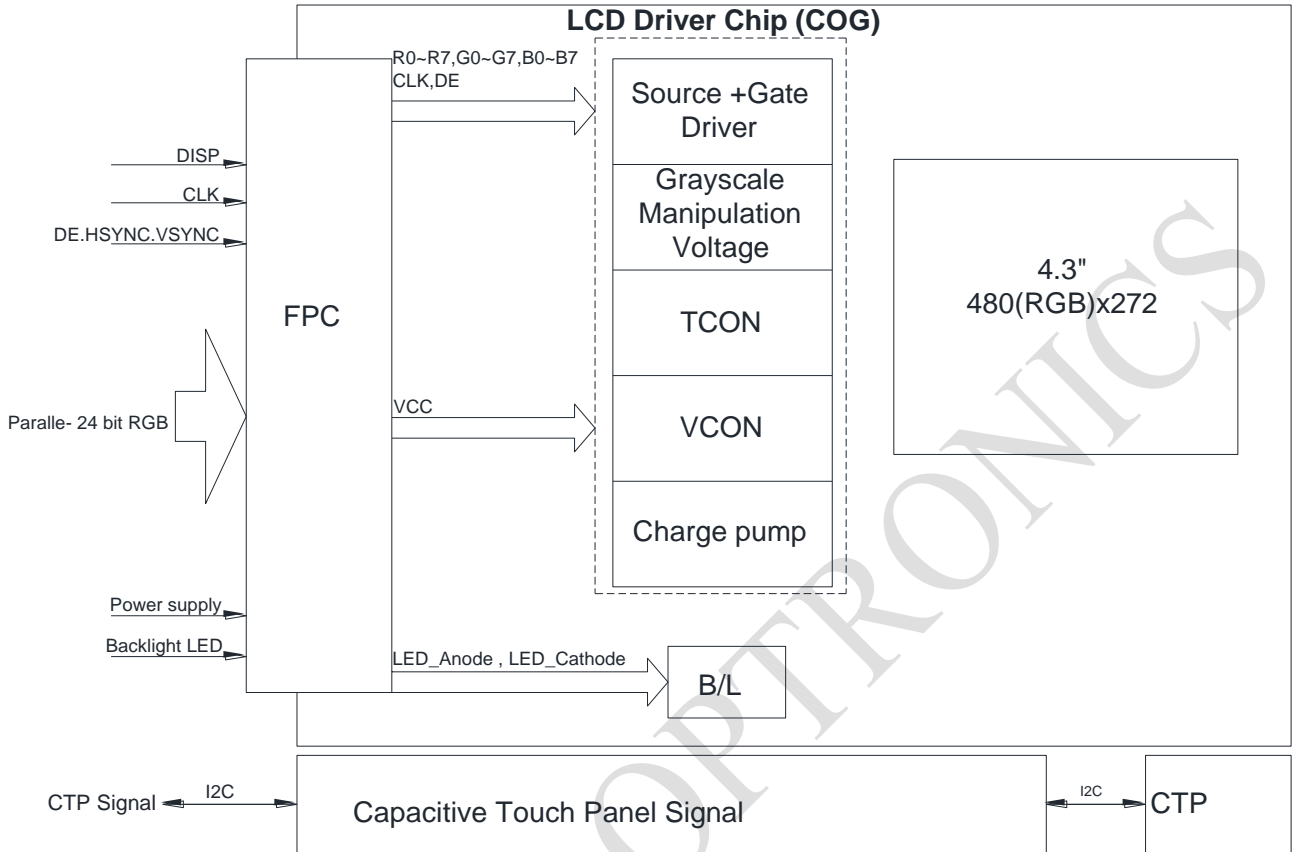 LCD Driver Chip (COG)
R0~R7,G0~G7,B0~B7
CLK,DE
Source +Gate
Driver
DISP
Grayscale
Manipulation
Voltage
CLK
DE.HSYNC.VSYNC
4.3"
480(RGB)x272
FPC
TCON
VCC
VCON
Paralle- 24 bit RGB
Charge pump
Power supply
Backlight LED
LED_Anode , LED_Cathode
B/L
CTP Signal
I2C
Capacitive Touch Panel Signal
I2C
CTP
OPTRONICS